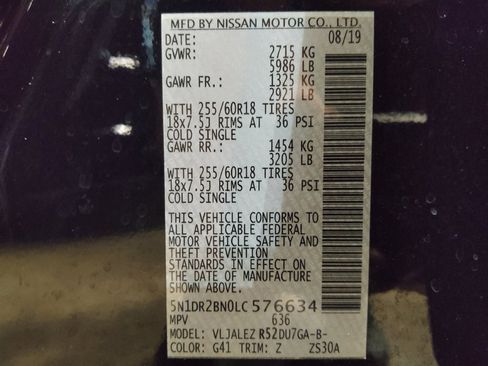 MFD BY NISSAN MOTOR CO., LTD.
DATE: 08/19
GVWR: 2715 KG
5986 LB
GAWR FR.: 1325 KG
2921 LB
WITH 255/60R18 TIRES
18x7.5J RIMS AT 36 PSI
COLD SINGLE
GAWR RR.: 1454 KG
3205 LB
WITH 255/60R18 TIRES
18x7.5J RIMS AT 36 PSI
COLD SINGLE
THIS VEHICLE CONFORMS TO
ALL APPLICABLE FEDERAL
MOTOR VEHICLE SAFETY AND
THEFT PREVENTION
STANDARDS IN EFFECT ON
THE DATE OF MANUFACTURE
SHOWN ABOVE.
5N1DR2BN0LC576634
MPV 636
MODEL: VLJALEZ R52DU7GA-B-
COLOR: G41 TRIM: Z ZS30A